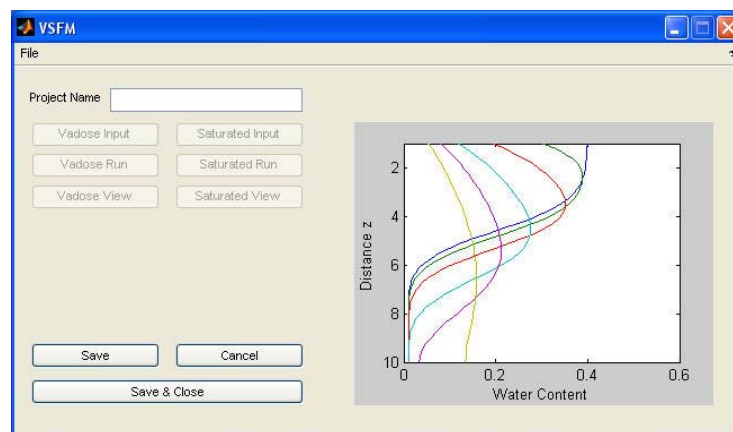 VSFM
File
Project Name
Vadose Input Saturated Input
Vadose Run Saturated Run
Vadose View Saturated View
Save Cancel
Save & Close
2
4
6
8
10
0 0.2 0.4 0.6
Distance z
Water Content